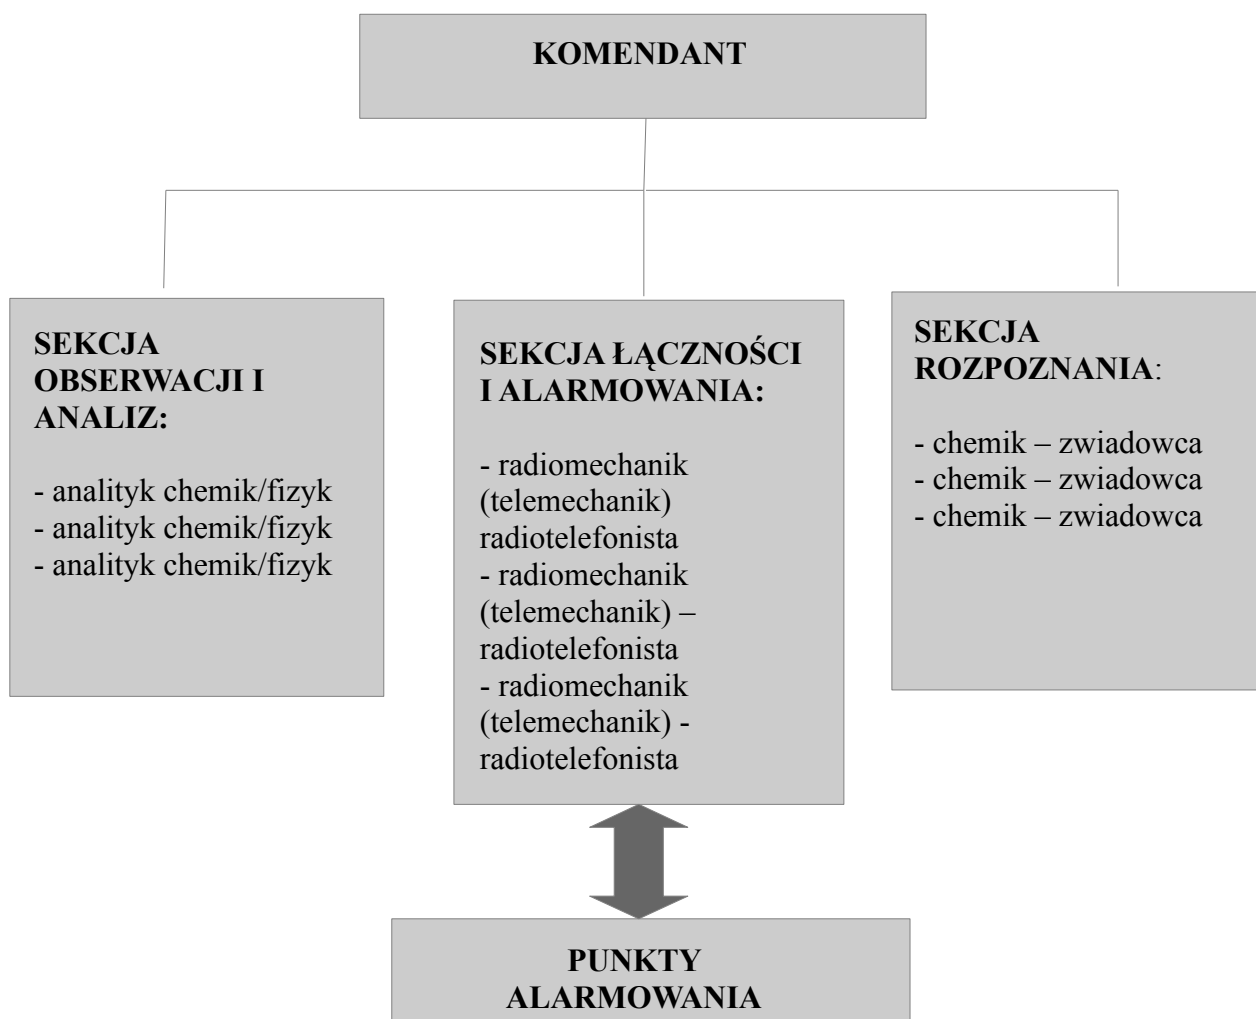 KOMENDANT
SEKCJA
OBSERWACJI I
ANALIZ:
- analityk chemik/fizyk
- analityk chemik/fizyk
- analityk chemik/fizyk
SEKCJA ŁĄCZNOŚCI
I ALARMOWANIA:
- radiomechanik
(telemechanik)
radiotelefonista
- radiomechanik
(telemechanik) –
radiotelefonista
- radiomechanik
(telemechanik) -
radiotelefonista
SEKCJA
ROZPOZNANIA:
- chemik – zwiadowca
- chemik – zwiadowca
- chemik – zwiadowca
PUNKTY
ALARMOWANIA